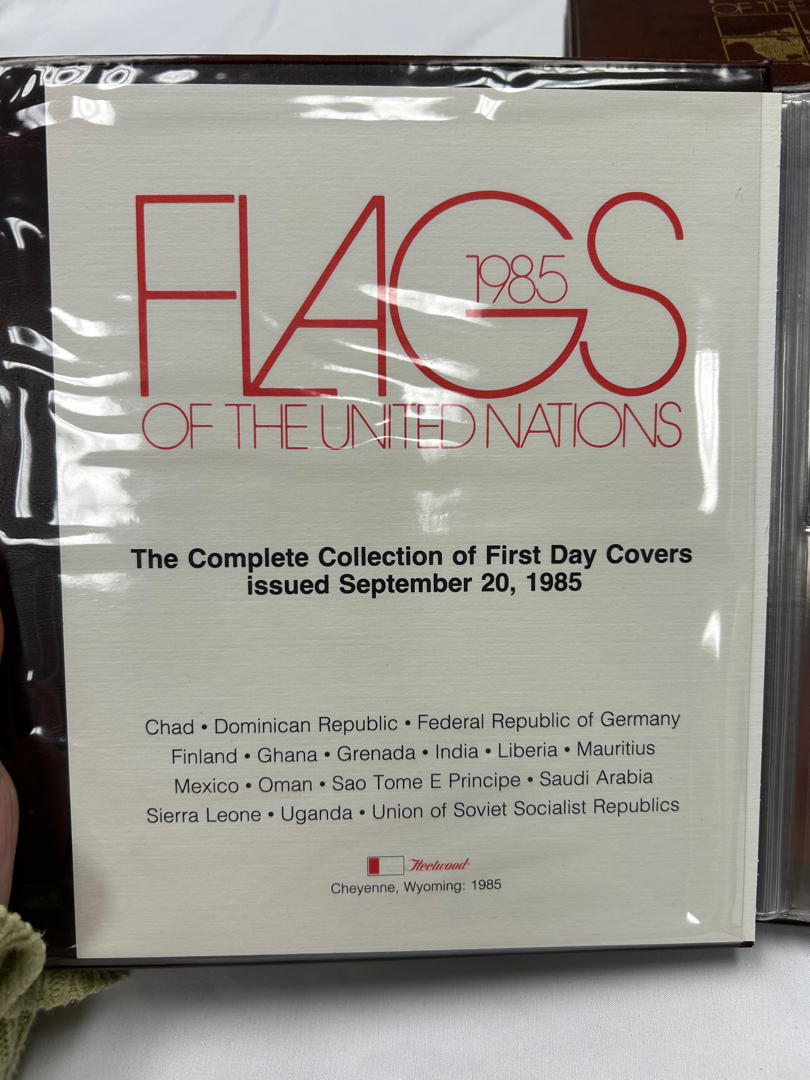 OF THE
FLAGS
1985
OF THE UNITED NATIONS
The Complete Collection of First Day Covers
issued September 20, 1985
Chad • Dominican Republic • Federal Republic of Germany
Finland • Ghana • Grenada • India • Liberia • Mauritius
Mexico • Oman • Sao Tome E Principe • Saudi Arabia
Sierra Leone • Uganda • Union of Soviet Socialist Republics
Fleetwood
Cheyenne, Wyoming: 1985